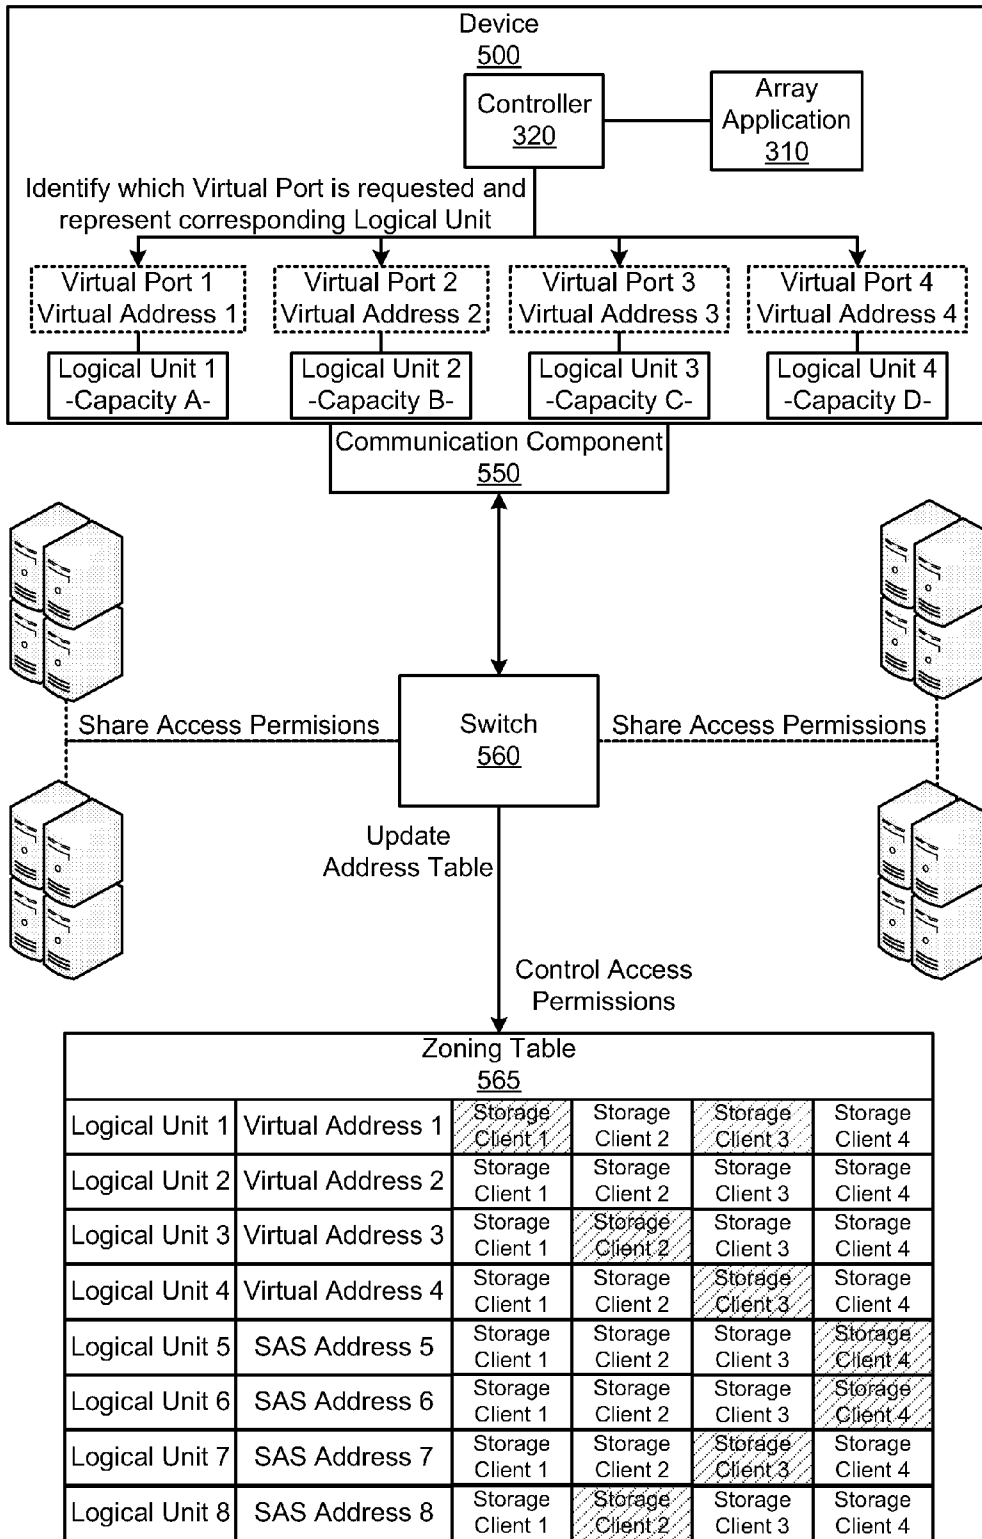 Device
500
Controller
320
Array
Application
310
Identify which Virtual Port is requested and
represent corresponding Logical Unit
Virtual Port 1
Virtual Address 1
Virtual Port 2
Virtual Address 2
Virtual Port 3
Virtual Address 3
Virtual Port 4
Virtual Address 4
Logical Unit 1
-Capacity A-
Logical Unit 2
-Capacity B-
Logical Unit 3
-Capacity C-
Logical Unit 4
-Capacity D-
Communication Component
550
Share Access Permisions
Switch
560
Share Access Permissions
Update
Address Table
Control Access
Permissions
Zoning Table
565
Logical Unit 1 Virtual Address 1 Storage Client 1 Storage Client 2 Storage Client 3 Storage Client 4
Logical Unit 2 Virtual Address 2 Storage Client 1 Storage Client 2 Storage Client 3 Storage Client 4
Logical Unit 3 Virtual Address 3 Storage Client 1 Storage Client 2 Storage Client 3 Storage Client 4
Logical Unit 4 Virtual Address 4 Storage Client 1 Storage Client 2 Storage Client 3 Storage Client 4
Logical Unit 5 SAS Address 5 Storage Client 1 Storage Client 2 Storage Client 3 Storage Client 4
Logical Unit 6 SAS Address 6 Storage Client 1 Storage Client 2 Storage Client 3 Storage Client 4
Logical Unit 7 SAS Address 7 Storage Client 1 Storage Client 2 Storage Client 3 Storage Client 4
Logical Unit 8 SAS Address 8 Storage Client 1 Storage Client 2 Storage Client 3 Storage Client 4